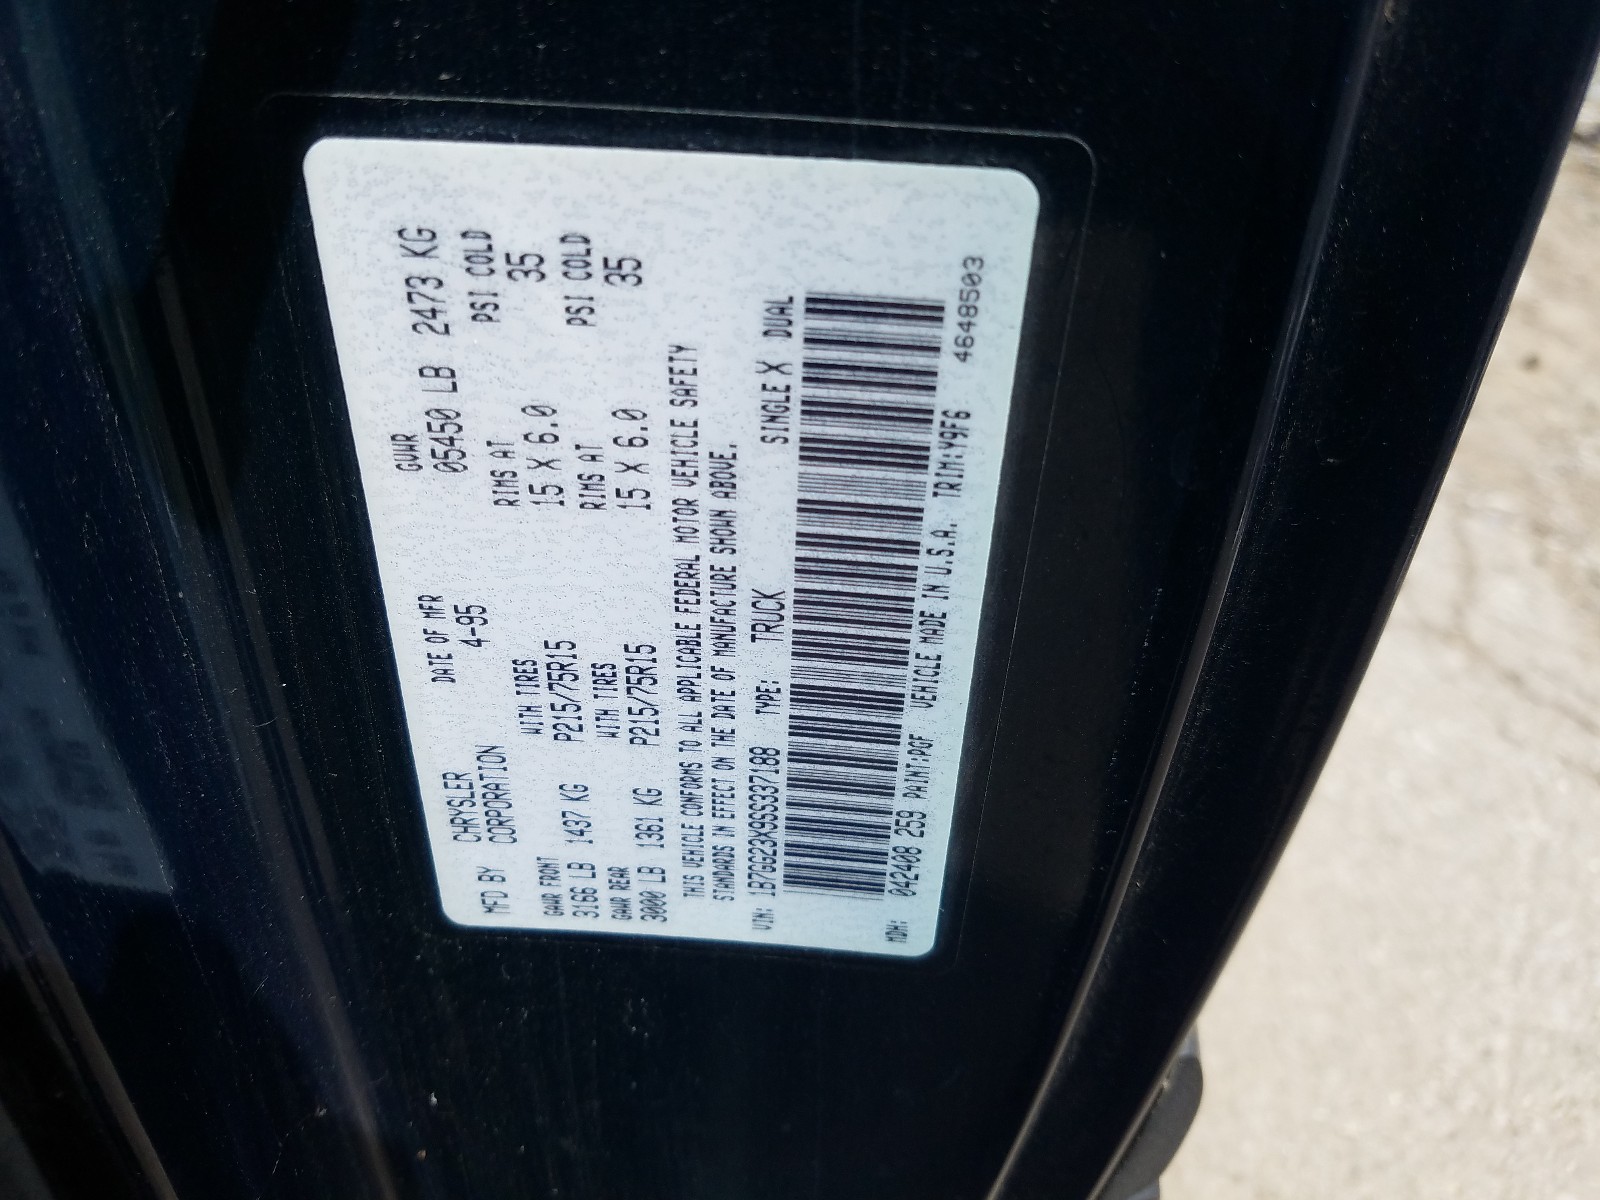 MFD BY CHRYSLER CORPORATION DATE OF MFR 4-95 GVWR 05450 LB 2473 KG
GAWR FRONT WITH TIRES RIMS AT PSI COLD
3166 LB 1437 KG P215/75R15 15 X 6.0 35
GAWR REAR WITH TIRES RIMS AT PSI COLD
3000 LB 1361 KG P215/75R15 15 X 6.0 35
THIS VEHICLE CONFORMS TO ALL APPLICABLE FEDERAL MOTOR VEHICLE SAFETY
STANDARDS IN EFFECT ON THE DATE OF MANUFACTURE SHOWN ABOVE.
VIN: 1B7GG23X9SS337188 TYPE: TRUCK SINGLE X DUAL
MDH: 042408 259 PAINT:PGF VEHICLE MADE IN U.S.A. TRIM:Y9F6 4648503